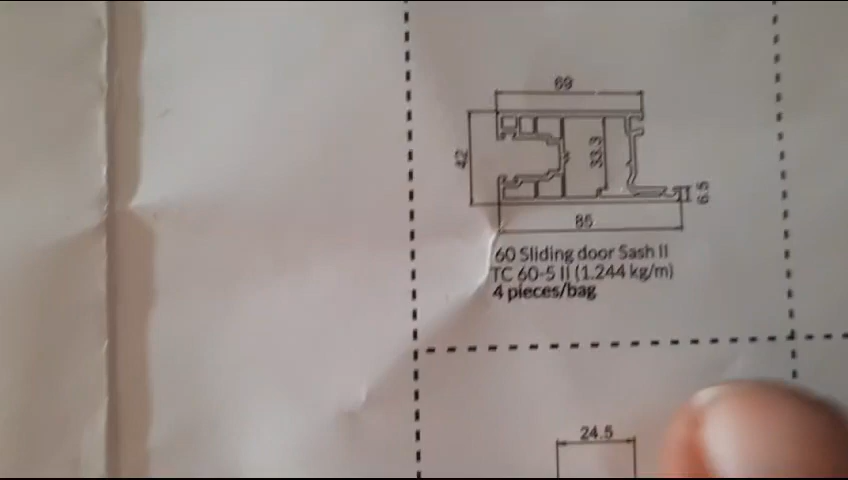 69
42
33.3
6.5
85
60 Sliding door Sash II
TC 60-5 II (1.244 kg/m)
4 pieces/bag
24.5